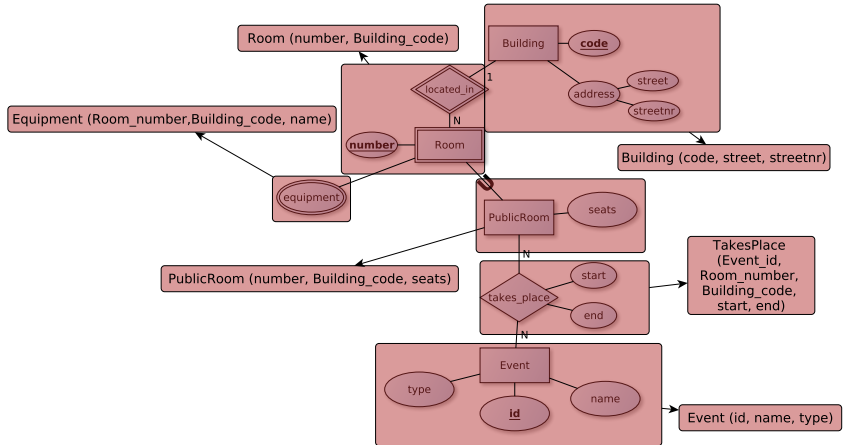 Room (number, Building_code)
Building
code
address
street
streetnr
1
located_in
N
Equipment (Room_number,Building_code, name)
number
Room
Building (code, street, streetnr)
equipment
U
PublicRoom
seats
N
PublicRoom (number, Building_code, seats)
takes_place
start
end
TakesPlace
(Event_id,
Room_number,
Building_code,
start, end)
N
Event
type
id
name
Event (id, name, type)